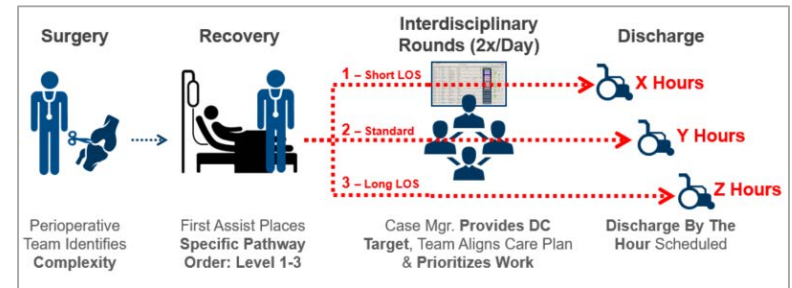 Surgery
Recovery
Interdisciplinary
Rounds (2x/Day)
Discharge
1 – Short LOS
X Hours
2 – Standard
Y Hours
3 – Long LOS
Z Hours
Perioperative
Team Identifies
Complexity
First Assist Places
Specific Pathway
Order: Level 1-3
Case Mgr. Provides DC
Target, Team Aligns Care Plan
& Prioritizes Work
Discharge By The
Hour Scheduled